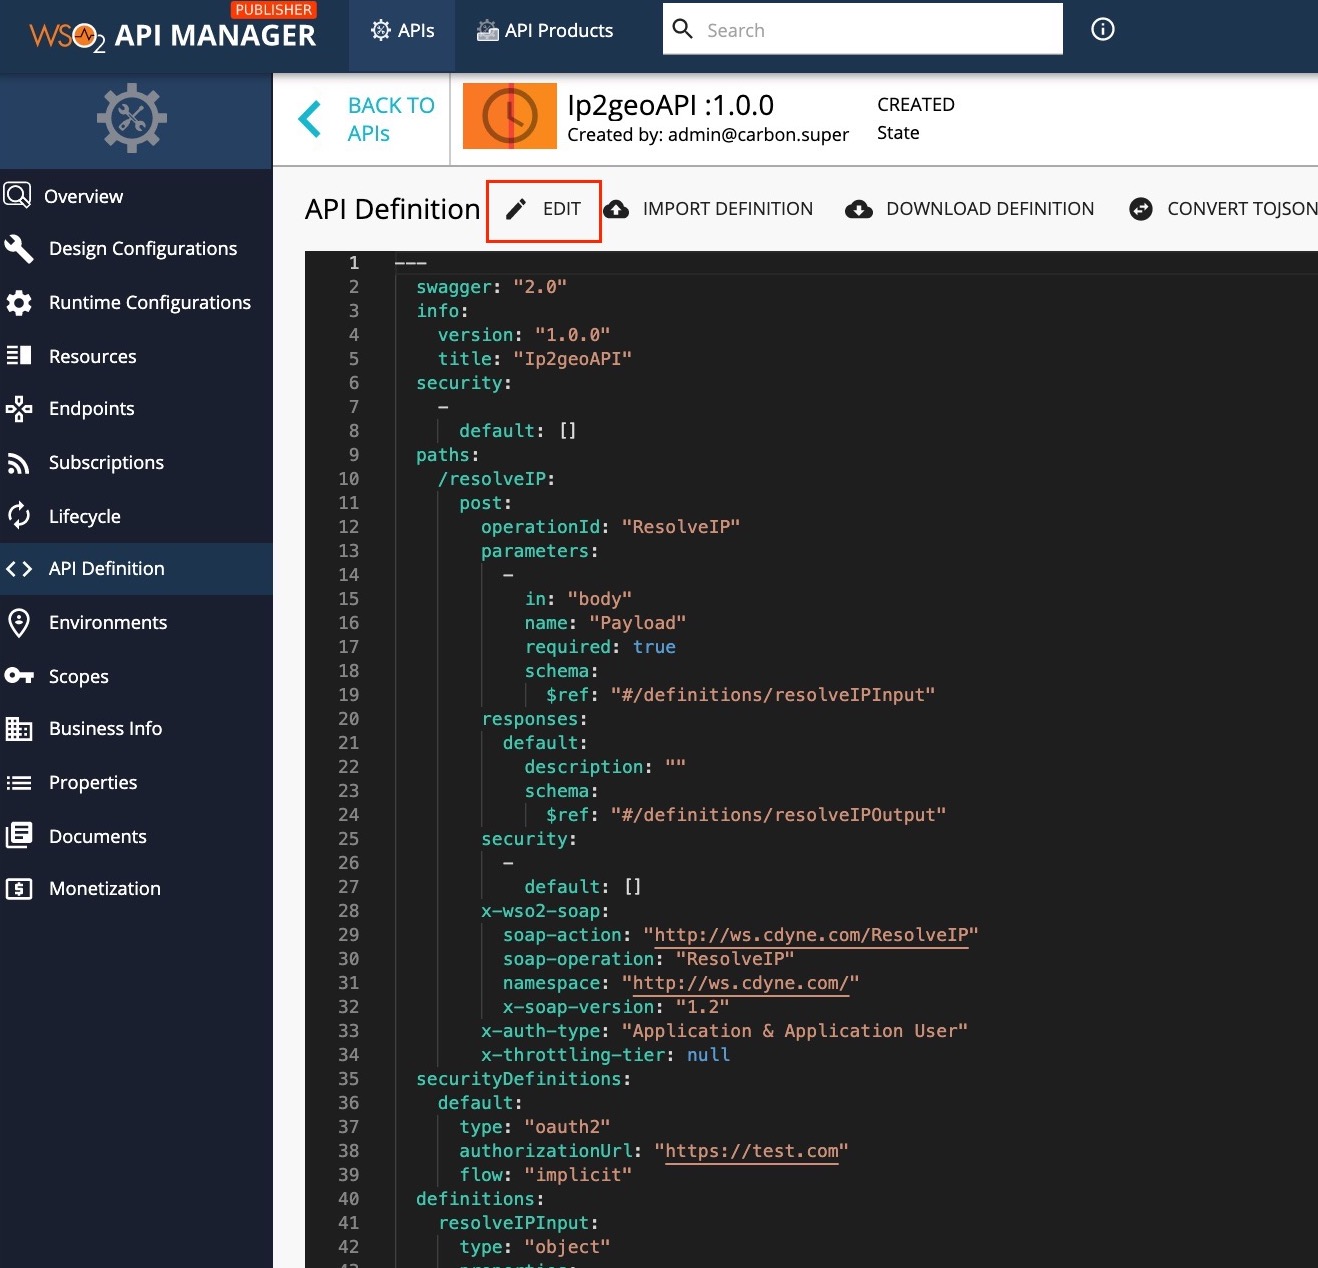 PUBLISHER
WSO2 API MANAGER
APIs
API Products
Search
BACK TO
APIs
Ip2geoAPI :1.0.0
Created by: admin@carbon.super
CREATED
State
Overview
Design Configurations
Runtime Configurations
Resources
Endpoints
Subscriptions
Lifecycle
API Definition
Environments
Scopes
Business Info
Properties
Documents
Monetization
API Definition
EDIT
IMPORT DEFINITION
DOWNLOAD DEFINITION
CONVERT TOJSON
1 ---
2 swagger: "2.0"
3 info:
4 version: "1.0.0"
5 title: "Ip2geoAPI"
6 security:
7 -
8 default: []
9 paths:
10 /resolveIP:
11 post:
12 operationId: "ResolveIP"
13 parameters:
14 -
15 in: "body"
16 name: "Payload"
17 required: true
18 schema:
19 $ref: "#/definitions/resolveIPInput"
20 responses:
21 default:
22 description: ""
23 schema:
24 $ref: "#/definitions/resolveIPOutput"
25 security:
26 -
27 default: []
28 x-wso2-soap:
29 soap-action: "http://ws.cdyne.com/ResolveIP"
30 soap-operation: "ResolveIP"
31 namespace: "http://ws.cdyne.com/"
32 x-soap-version: "1.2"
33 x-auth-type: "Application & Application User"
34 x-throttling-tier: null
35 securityDefinitions:
36 default:
37 type: "oauth2"
38 authorizationUrl: "https://test.com"
39 flow: "implicit"
40 definitions:
41 resolveIPInput:
42 type: "object"